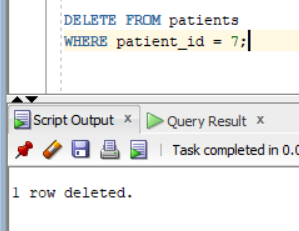 DELETE FROM patients
WHERE patient_id = 7;
Script Output x Query Result x
Task completed in 0.0
1 row deleted.